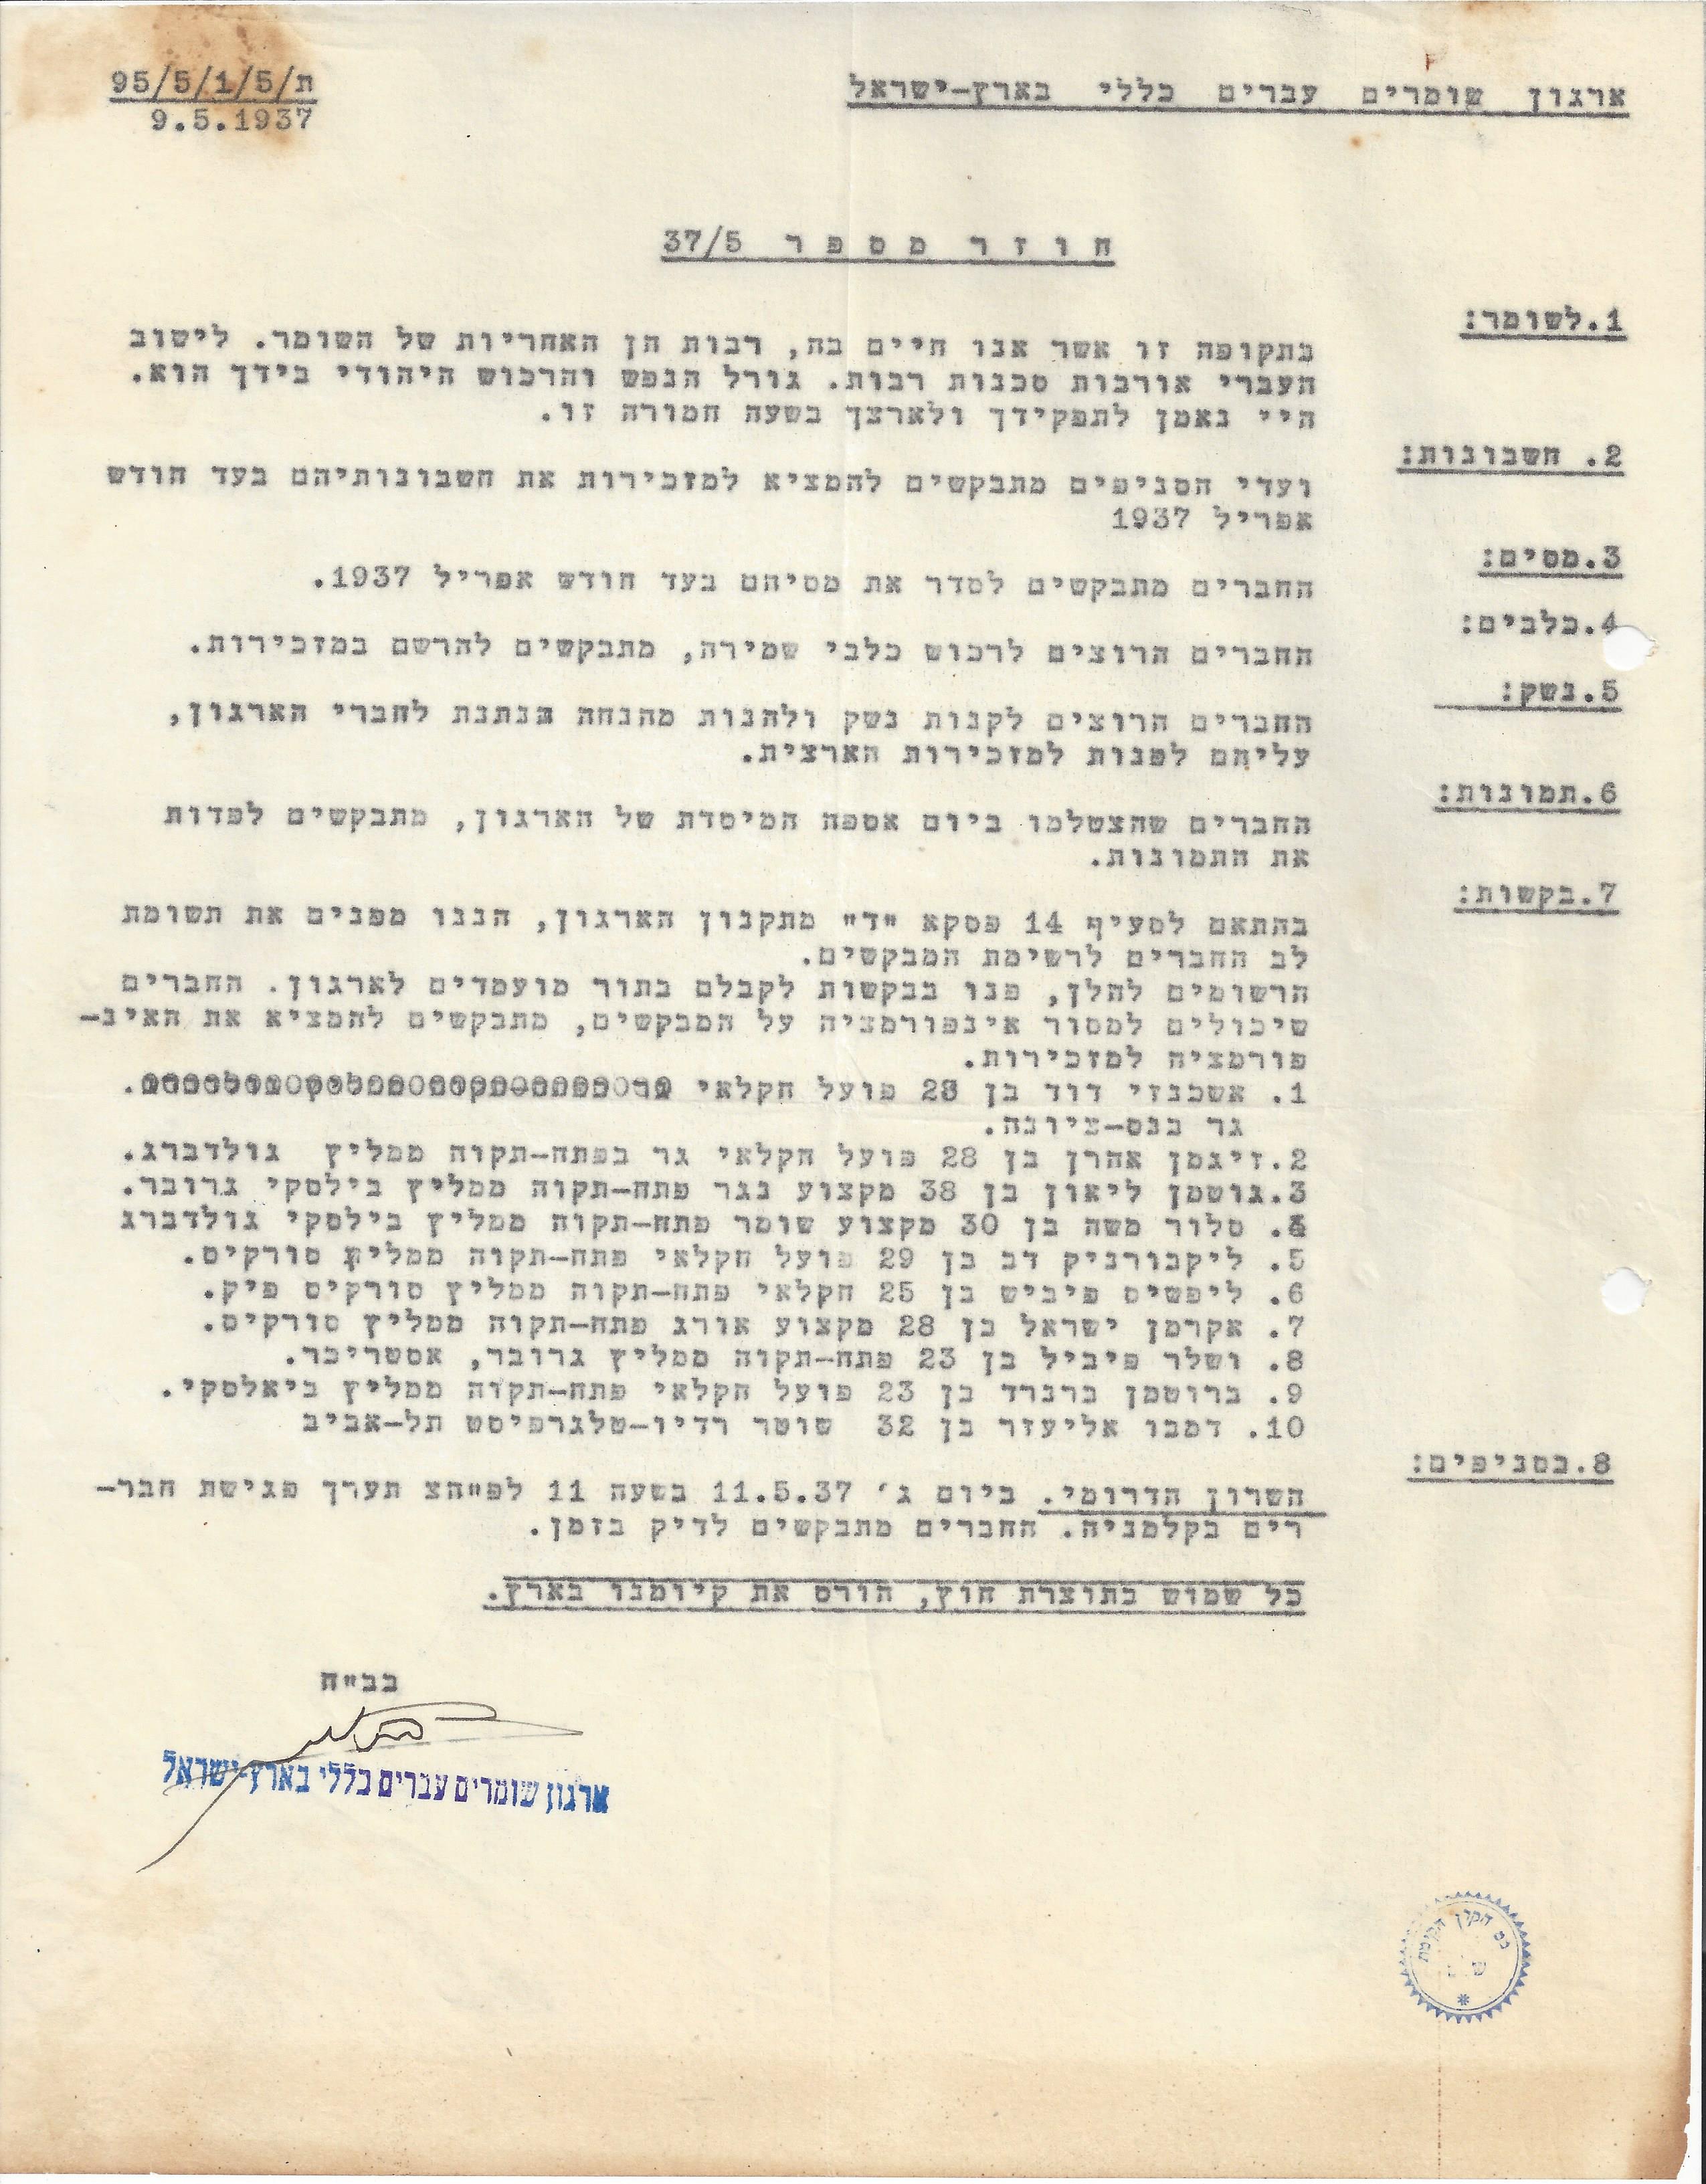 ארגון שומרים עברים כללי בארץ-ישראל
ת/95/5/1/5
9.5.1937
חוזר מספר 37/5
1.לשומר:
בתקופה זו אשר אנו חיים בה, רבות הן האחריות של השומר. לישוב
העברי אורבות סכנות רבות. גורל הנפש והרכוש היהודי בידך הוא.
היי נאמן לתפקידך ולארצך בשעה חמורה זו.
2. חשבונות:
ועדי הסניפים מתבקשים להמציא למזכירות את חשבונותיהם בעד חודש
אפריל 1937
3.מסים:
החברים מתבקשים לסדר את מסיהם בעד חודש אפריל 1937.
4.כלבים:
החברים הרוצים לרכוש כלבי שמירה, מתבקשים להרשם במזכירות.
5.נשק:
החברים הרוצים לקנות נשק ולהנות מהנחה הנתנת לחברי הארגון,
עליהם לפנות למזכירות הארצית.
6.תמונות:
החברים שהצטלמו ביום אספה המיסדת של הארגון, מתבקשים לפדות
את התמונות.
7.בקשות:
בהתאם לסעיף 14 פסקא "ד" מתקנון הארגון, הננו מפנים את תשומת
לב החברים לרשימת המבקשים.
הרשומים להלן, פנו בבקשות לקבלם בתור מועמדים לארגון. החברים
שיכולים למסור אינפורמציה על המבקשים, מתבקשים להמציא את האינ-
פורמציה למזכירות.
1. אשכנזי דוד בן 28 פועל חקלאי
גר בנס-ציונה.
2.זיגמן אהרן בן 28 פועל חקלאי גר בפתח-תקוה ממליץ גולדברג.
3.גוטמן ליאון בן 38 מקצוע נגר פתח-תקוה ממליץ בילסקי גרובר.
4. סלור משה בן 30 מקצוע שומר פתח-תקוה ממליץ בילסקי גולדברג
5. ליקבורניק דב בן 29 פועל חקלאי פתח-תקוה ממליץ סורקיס.
6. ליפשיס פיביש בן 25 חקלאי פתח-תקוה ממליץ סורקיס פיק.
7. אקרמן ישראל בן 28 מקצוע אורג פתח-תקוה ממליץ סורקיס.
8. ושלר פיביל בן 23 פתח-תקוה ממליץ גרובר, אסטריכר.
9. ברוטמן ברנרד בן 23 פועל חקלאי פתח-תקוה ממליץ ביאלסקי.
10. דמבו אליעזר בן 32 שוטר רדיו-טלגרפיסט תל-אביב
8.בסניפים:
השרון הדרומי. ביום ג' 11.5.37 בשעה 11 לפ"הצ תערך פגישת חבר-
רים בקלמניה. החברים מתבקשים לדיק בזמן.
כל שמוש בתוצרת חוץ, הורס את קיומנו בארץ.
בב"ח
ארגון שומרים עברים כללי בארץ-ישראל